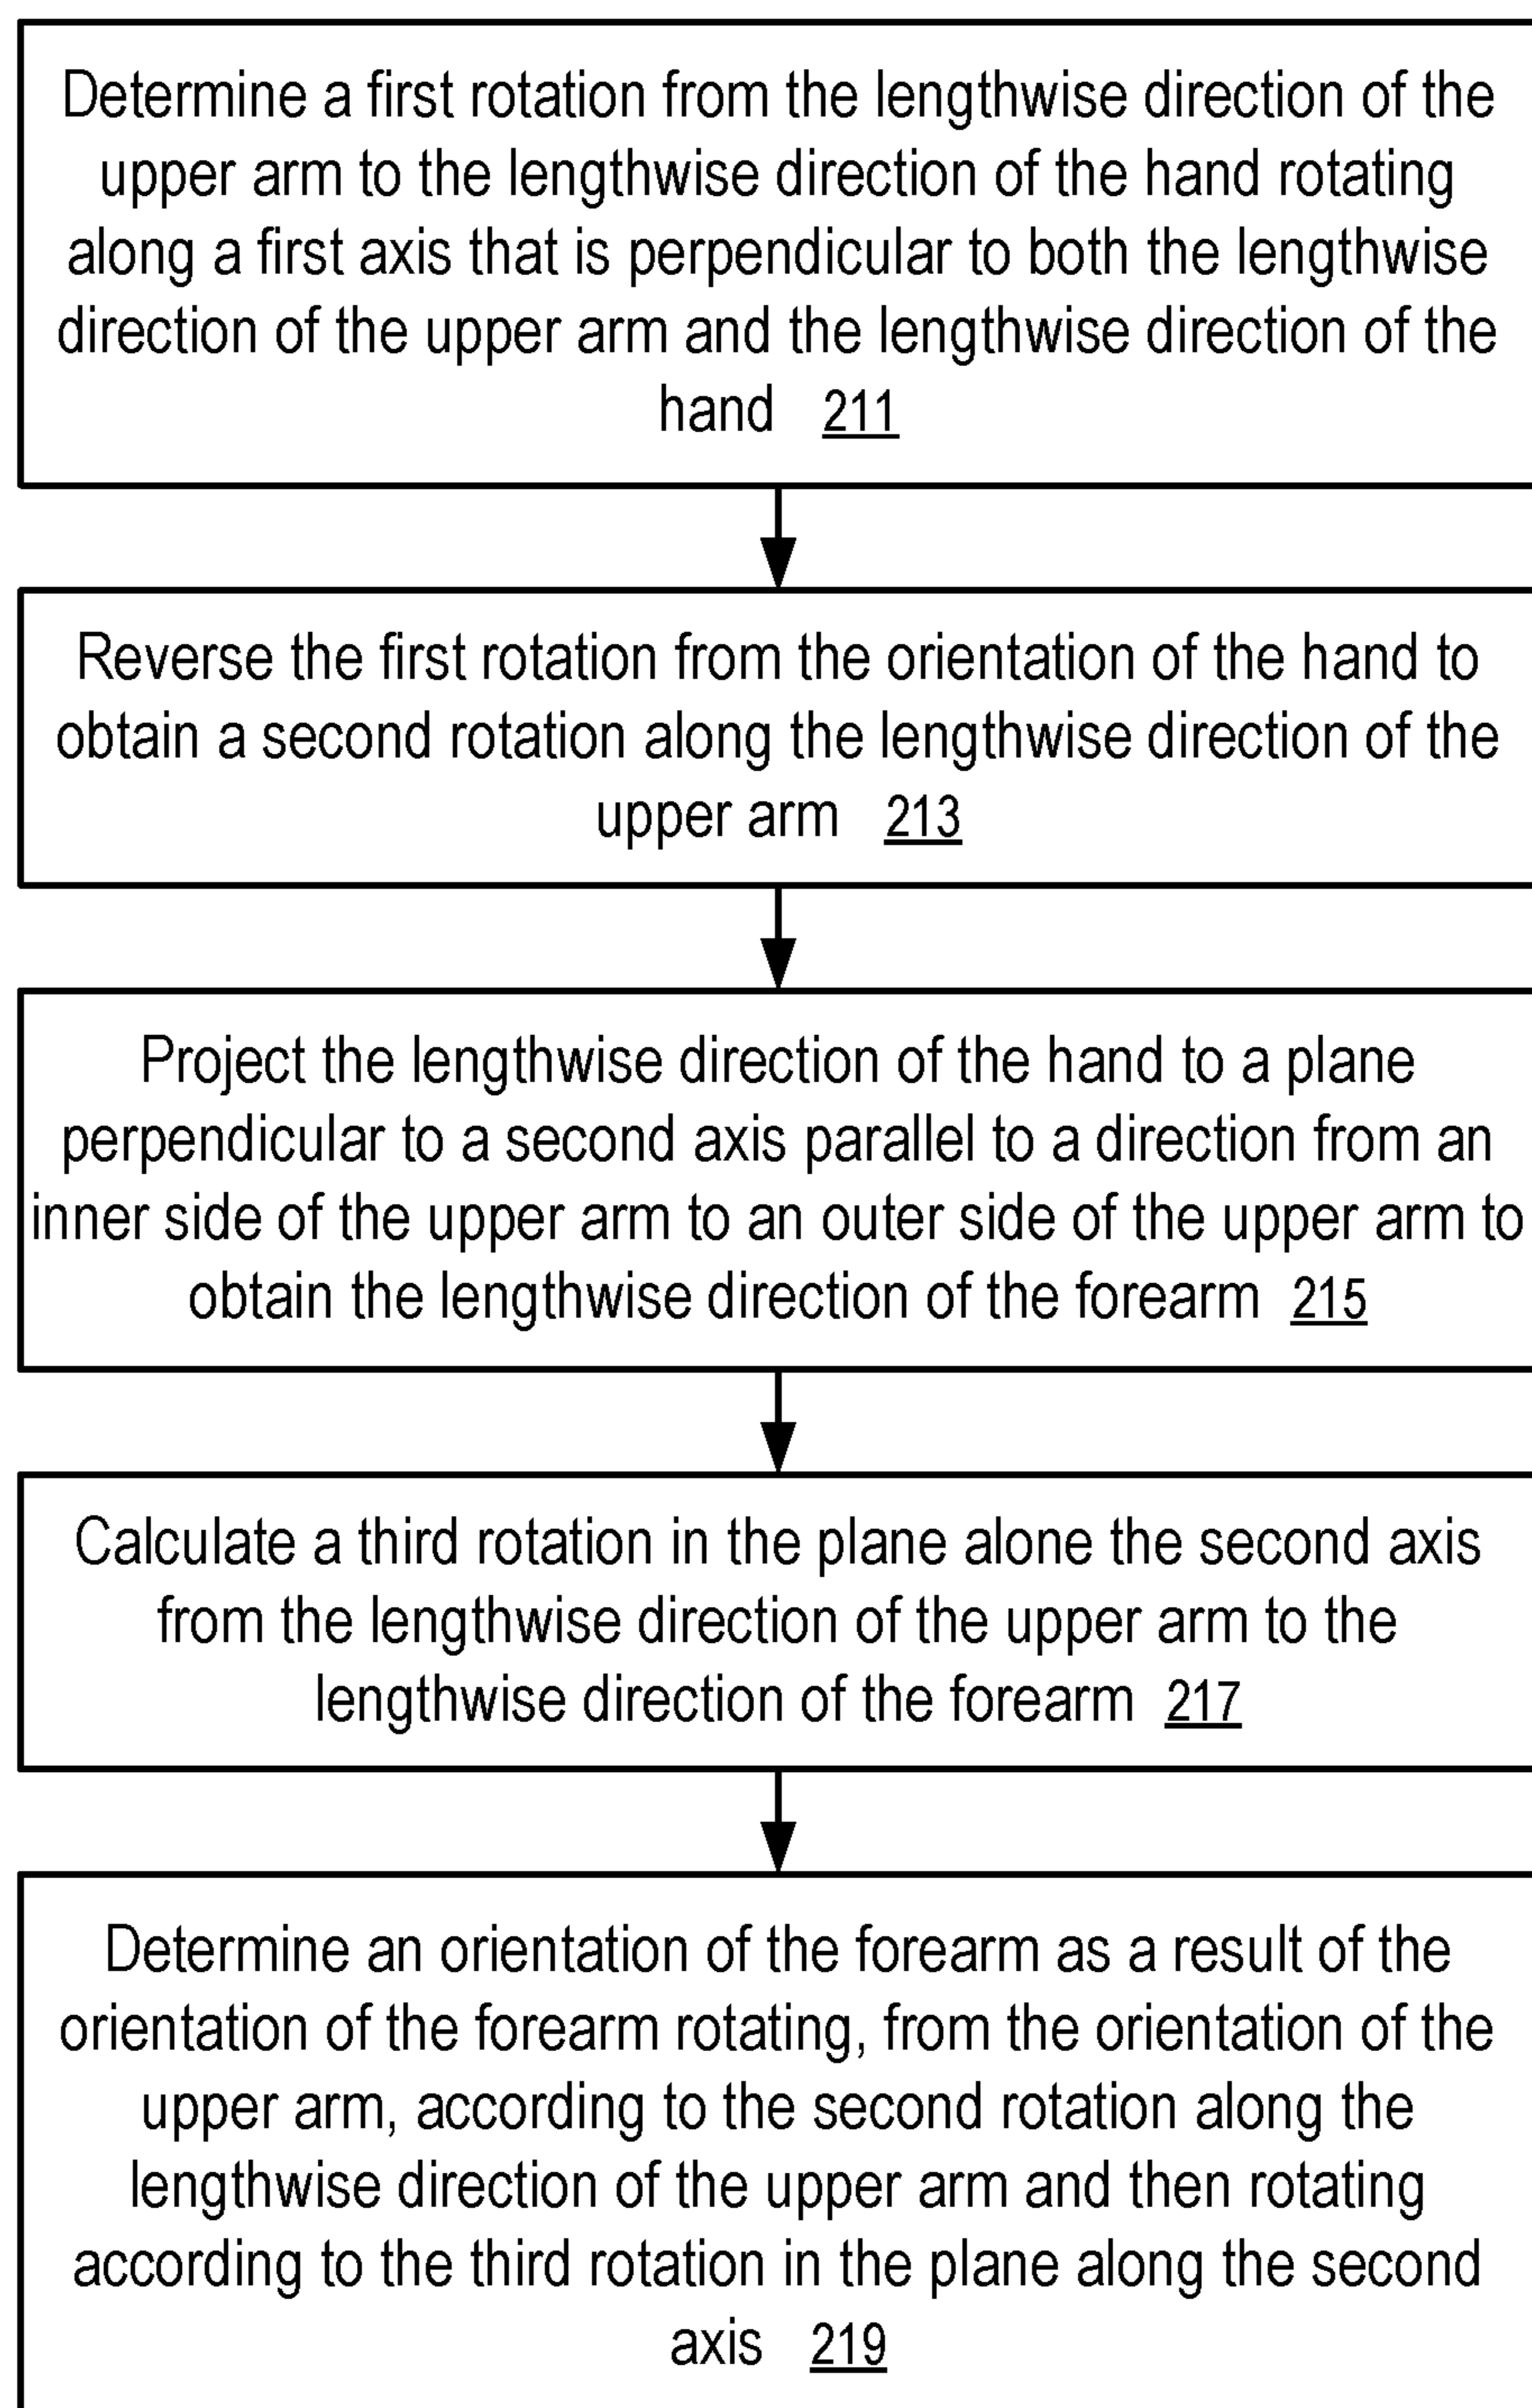 Determine a first rotation from the lengthwise direction of the
upper arm to the lengthwise direction of the hand rotating
along a first axis that is perpendicular to both the lengthwise
direction of the upper arm and the lengthwise direction of the
hand 211
Reverse the first rotation from the orientation of the hand to
obtain a second rotation along the lengthwise direction of the
upper arm 213
Project the lengthwise direction of the hand to a plane
perpendicular to a second axis parallel to a direction from an
inner side of the upper arm to an outer side of the upper arm to
obtain the lengthwise direction of the forearm 215
Calculate a third rotation in the plane alone the second axis
from the lengthwise direction of the upper arm to the
lengthwise direction of the forearm 217
Determine an orientation of the forearm as a result of the
orientation of the forearm rotating, from the orientation of the
upper arm, according to the second rotation along the
lengthwise direction of the upper arm and then rotating
according to the third rotation in the plane along the second
axis 219